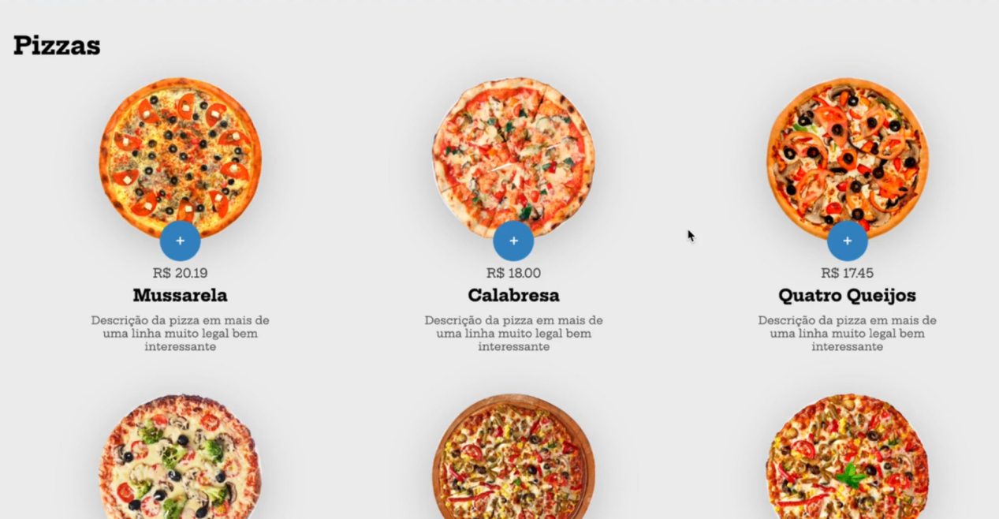 Pizzas
+
+
+
R$ 20.19
R$ 18.00
R$ 17.45
Mussarela
Calabresa
Quatro Queijos
Descrição da pizza em mais de
uma linha muito legal bem
interessante
Descrição da pizza em mais de
uma linha muito legal bem
interessante
Descrição da pizza em mais de
uma linha muito legal bem
interessante